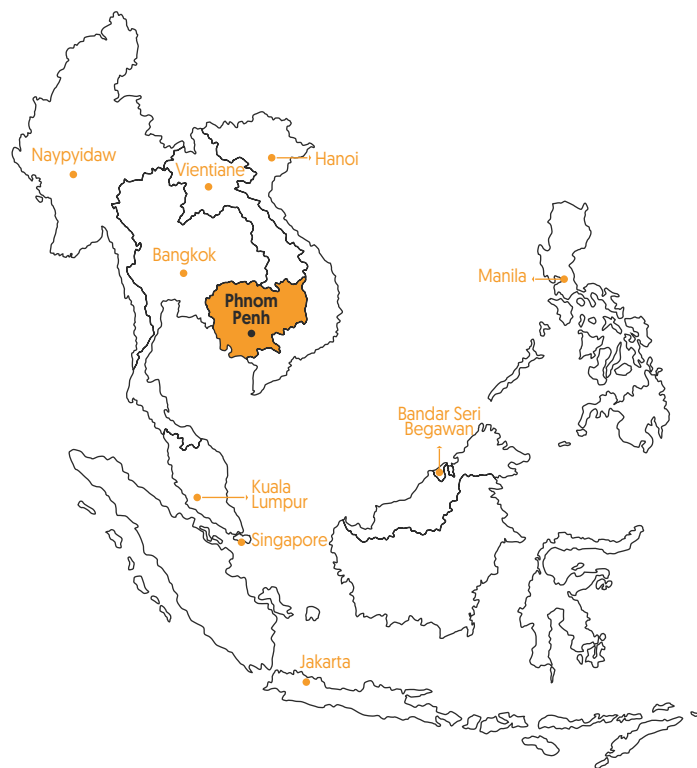 Naypyidaw
Vientiane
Hanoi
Bangkok
Manila
Phnom
Penh
Bandar Seri
Begawan
Kuala
Lumpur
Singapore
Jakarta